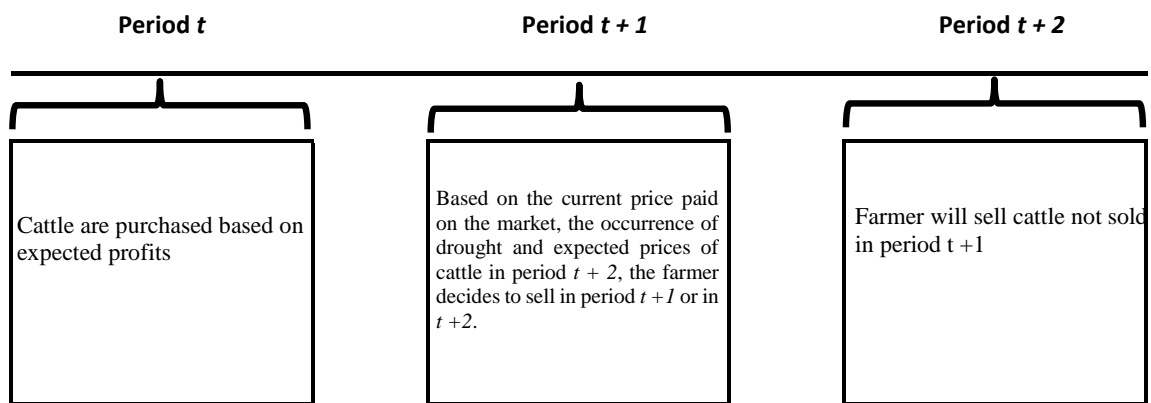 Period t
Period t + 1
Period t + 2
Cattle are purchased based on
expected profits
Based on the current price paid
on the market, the occurrence of
drought and expected prices of
cattle in period t + 2, the farmer
decides to sell in period t +1 or in
t +2.
Farmer will sell cattle not sold
in period t +1